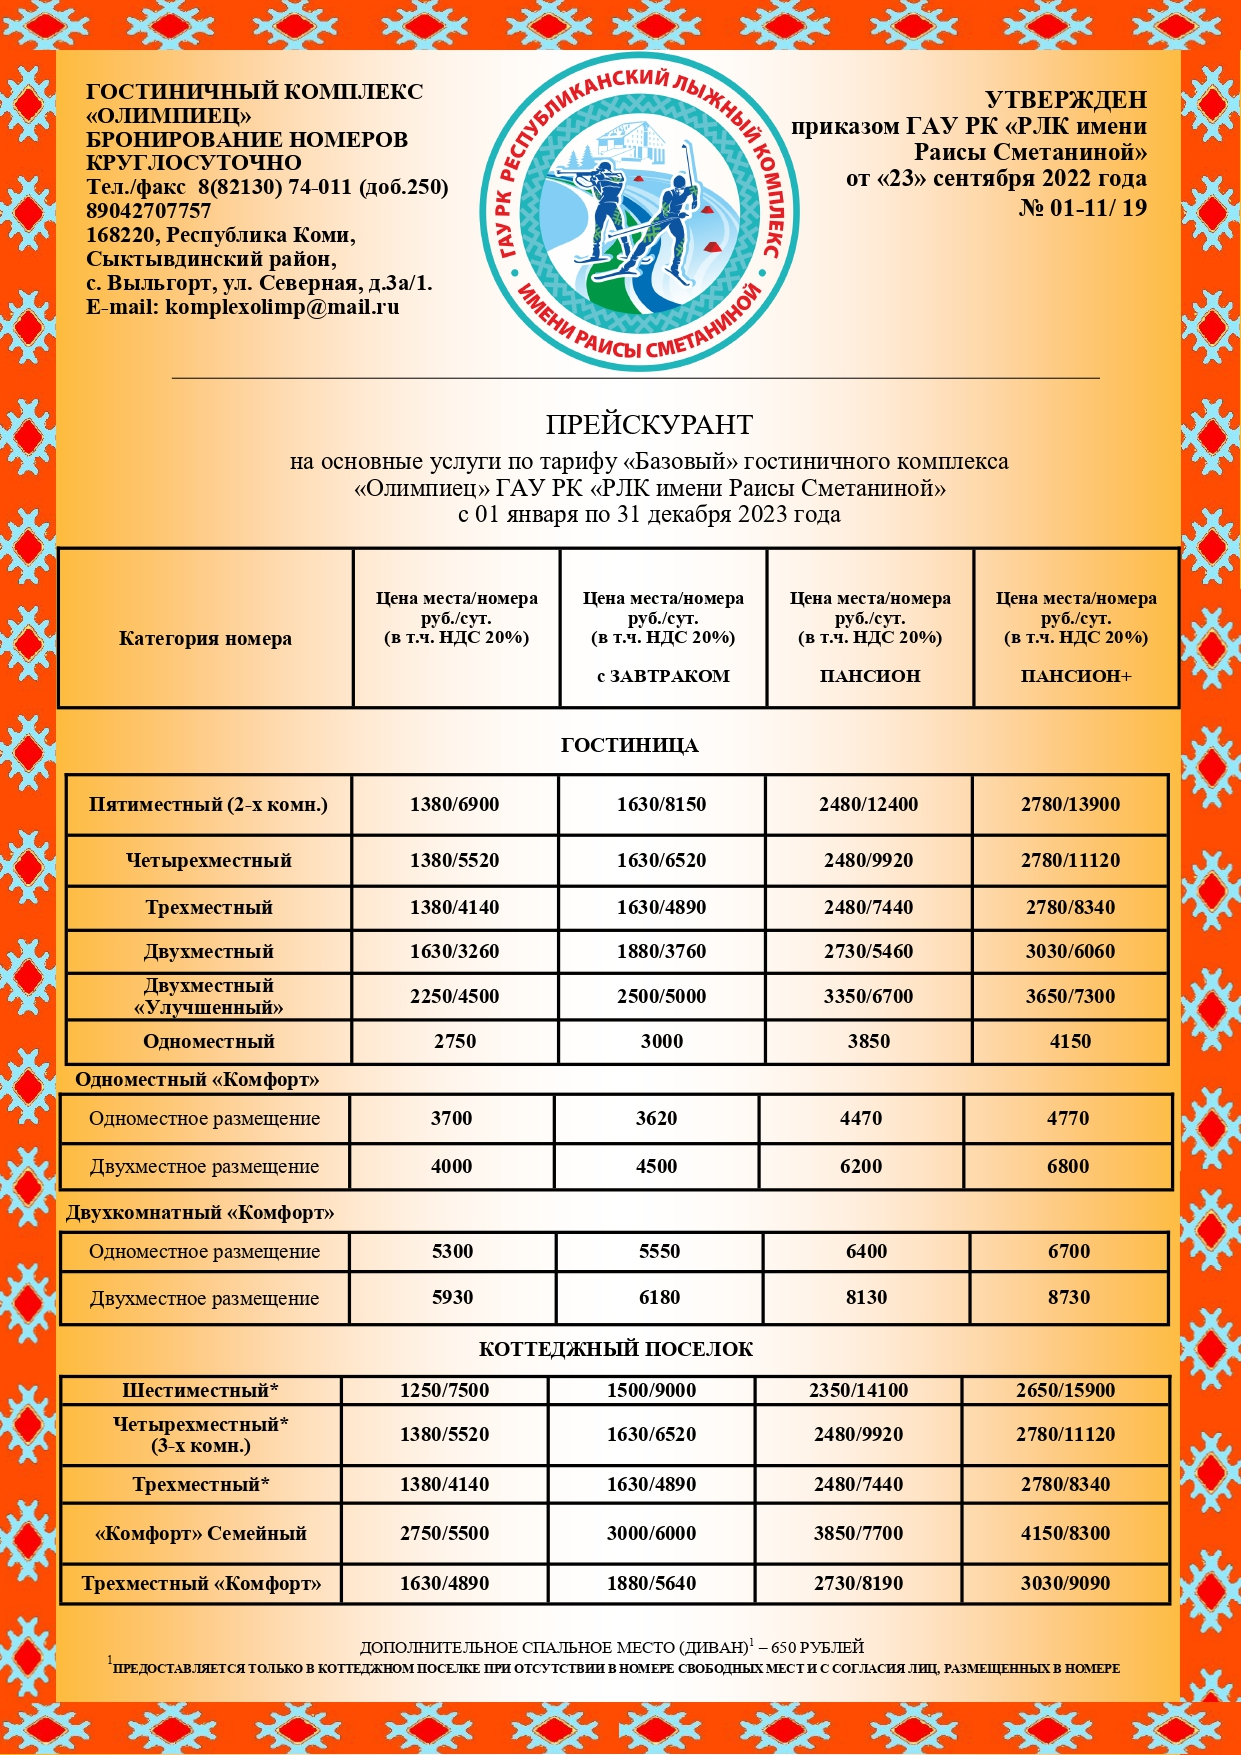 ГОСТИНИЧНЫЙ КОМПЛЕКС
«ОЛИМПИЕЦ»
БРОНИРОВАНИЕ НОМЕРОВ
КРУГЛОСУТОЧНО
Тел./факс 8(82130) 74-011 (доб.250)
89042707757
168220, Республика Коми,
Сыктывдинский район,
с. Выльгорт, ул. Северная, д.3а/1.
E-mail: komplexolimp@mail.ru
ГАУ РК РЕСПУБЛИКАНСКИЙ ЛЫЖНЫЙ КОМПЛЕКС
ИМЕНИ РАИСЫ СМЕТАНИНОЙ
УТВЕРЖДЕН
приказом ГАУ РК «РЛК имени
Раисы Сметаниной»
от «23» сентября 2022 года
№ 01-11/ 19
ПРЕЙСКУРАНТ
на основные услуги по тарифу «Базовый» гостиничного комплекса
«Олимпиец» ГАУ РК «РЛК имени Раисы Сметаниной»
с 01 января по 31 декабря 2023 года
Категория номера
Цена места/номера
руб./сут.
(в т.ч. НДС 20%)
Цена места/номера
руб./сут.
(в т.ч. НДС 20%)
с ЗАВТРАКОМ
Цена места/номера
руб./сут.
(в т.ч. НДС 20%)
ПАНСИОН
Цена места/номера
руб./сут.
(в т.ч. НДС 20%)
ПАНСИОН+
ГОСТИНИЦА
Пятиместный (2-х комн.) 1380/6900 1630/8150 2480/12400 2780/13900
Четырехместный 1380/5520 1630/6520 2480/9920 2780/11120
Трехместный 1380/4140 1630/4890 2480/7440 2780/8340
Двухместный 1630/3260 1880/3760 2730/5460 3030/6060
Двухместный
«Улучшенный» 2250/4500 2500/5000 3350/6700 3650/7300
Одноместный 2750 3000 3850 4150
Одноместный «Комфорт»
Одноместное размещение 3700 3620 4470 4770
Двухместное размещение 4000 4500 6200 6800
Двухкомнатный «Комфорт»
Одноместное размещение 5300 5550 6400 6700
Двухместное размещение 5930 6180 8130 8730
КОТТЕДЖНЫЙ ПОСЕЛОК
Шестиместный* 1250/7500 1500/9000 2350/14100 2650/15900
Четырехместный*
(3-х комн.) 1380/5520 1630/6520 2480/9920 2780/11120
Трехместный* 1380/4140 1630/4890 2480/7440 2780/8340
«Комфорт» Семейный 2750/5500 3000/6000 3850/7700 4150/8300
Трехместный «Комфорт» 1630/4890 1880/5640 2730/8190 3030/9090
ДОПОЛНИТЕЛЬНОЕ СПАЛЬНОЕ МЕСТО (ДИВАН)¹ – 650 РУБЛЕЙ
¹ПРЕДОСТАВЛЯЕТСЯ ТОЛЬКО В КОТТЕДЖНОМ ПОСЕЛКЕ ПРИ ОТСУТСТВИИ В НОМЕРЕ СВОБОДНЫХ МЕСТ И С СОГЛАСИЯ ЛИЦ, РАЗМЕЩЕННЫХ В НОМЕРЕ